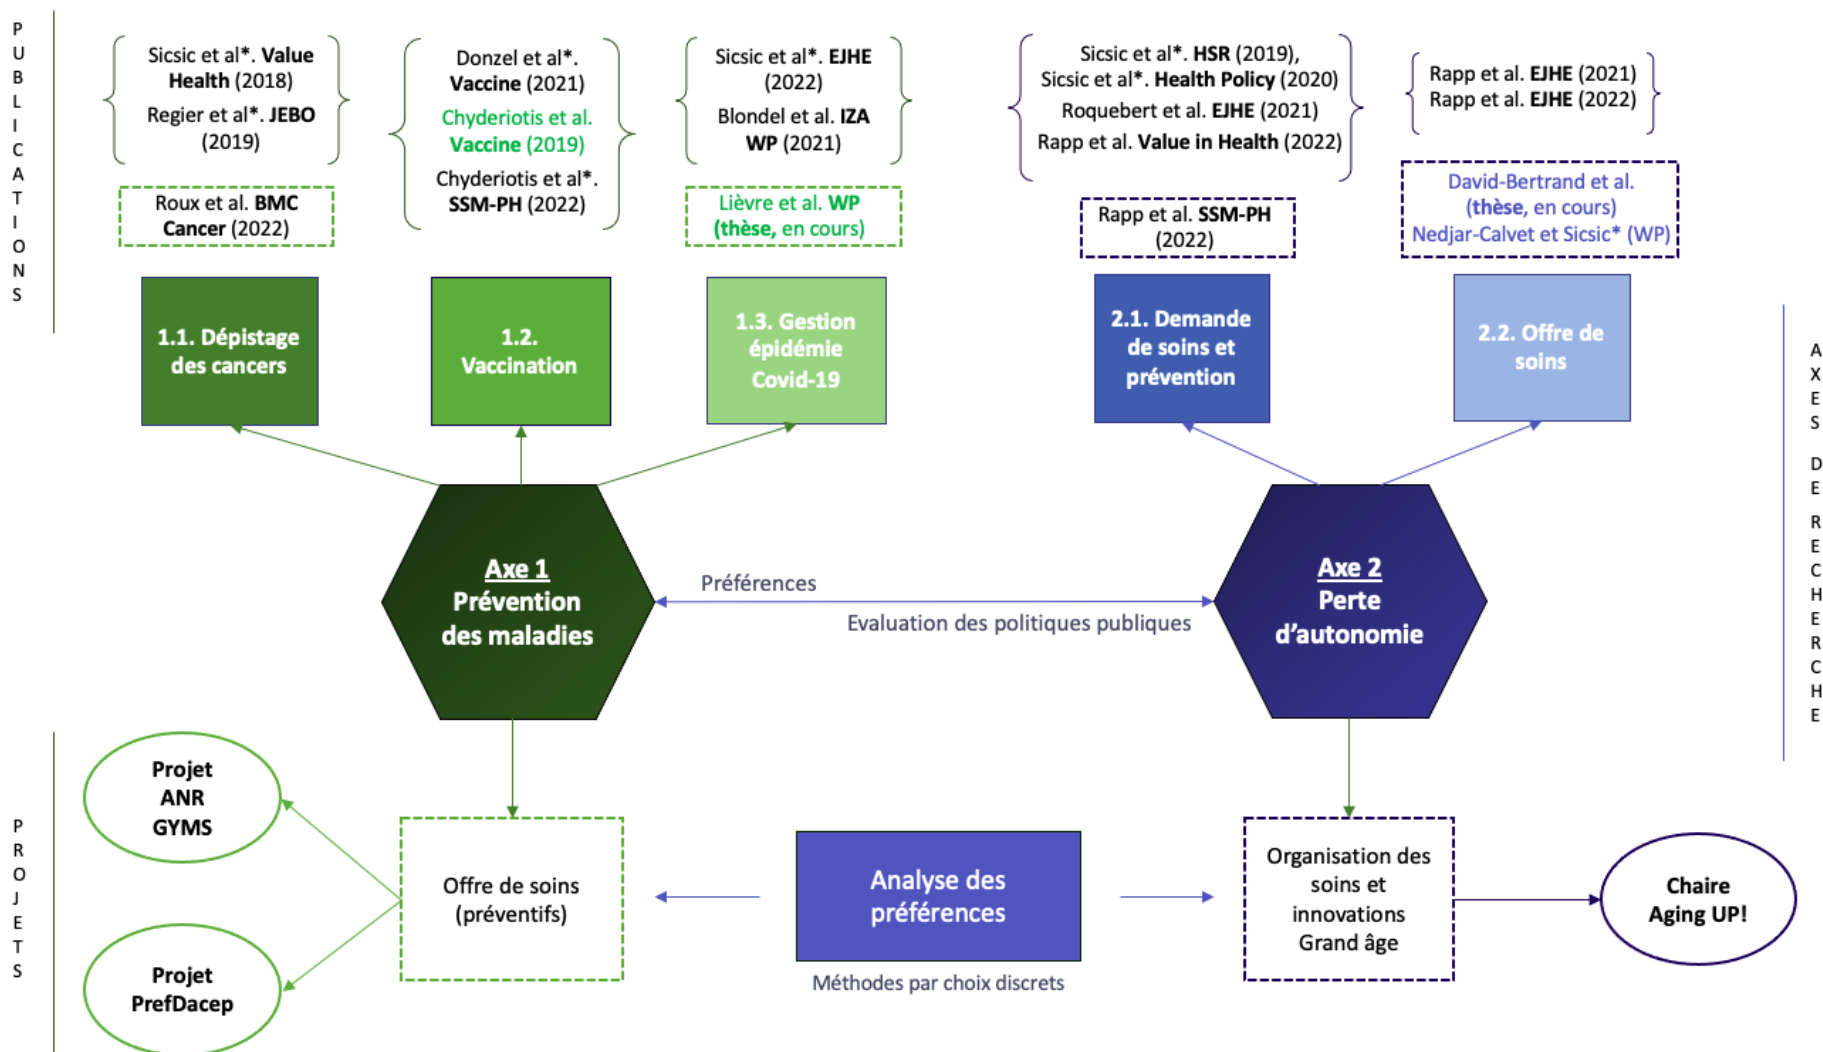 PUBLICATIONS
Sicsic et al*. Value
Health (2018)
Regier et al*. JEBO
(2019)
Roux et al. BMC
Cancer (2022)
Donzel et al*.
Vaccine (2021)
Chyderiotis et al.
Vaccine (2019)
Chyderiotis et al*.
SSM-PH (2022)
Sicsic et al*. EJHE
(2022)
Blondel et al. IZA
WP (2021)
Lièvre et al. WP
(thèse, en cours)
Sicsic et al*. HSR (2019),
Sicsic et al*. Health Policy (2020)
Roquebert et al. EJHE (2021)
Rapp et al. Value in Health (2022)
Rapp et al. SSM-PH
(2022)
Rapp et al. EJHE (2021)
Rapp et al. EJHE (2022)
David-Bertrand et al.
(thèse, en cours)
Nedjar-Calvet et Sicsic* (WP)
1.1. Dépistage
des cancers
1.2.
Vaccination
1.3. Gestion
épidémie
Covid-19
2.1. Demande
de soins et
prévention
2.2. Offre de
soins
AXES DE RECHERCHE
Axe 1
Prévention
des maladies
Préférences
Evaluation des politiques publiques
Axe 2
Perte
d'autonomie
PROJETS
Projet
ANR
GYMS
Projet
PrefDacep
Offre de soins
(préventifs)
Analyse des
préférences
Méthodes par choix discrets
Organisation des
soins et
innovations
Grand âge
Chaire
Aging UP!